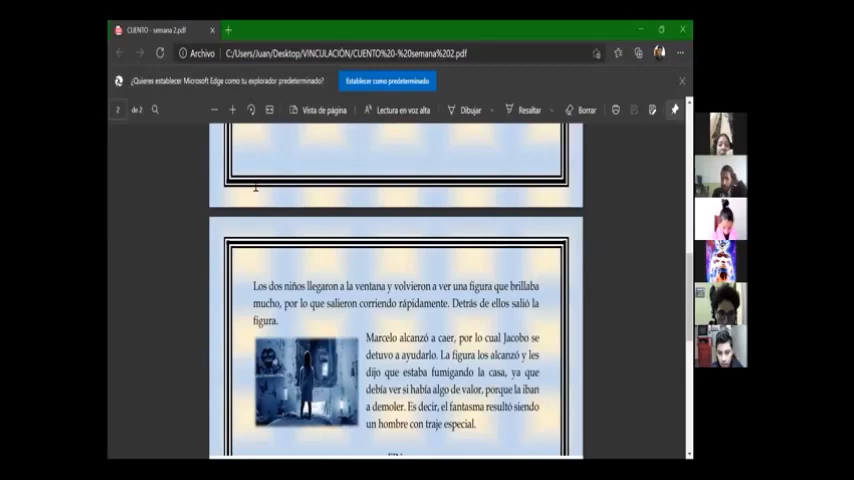 CUENTO - semana 2.pdf
Archivo C:/Users/Juan/Desktop/VINCULACIÓN/CUENTO%20-%20semana%202.pdf
¿Quieres establecer Microsoft Edge como tu explorador predeterminado? Establecer como predeterminado
2 de 2 Vista de página Lectura en voz alta Dibujar Resaltar Borrar
Los dos niños llegaron a la ventana y volvieron a ver una figura que brillaba
mucho, por lo que salieron corriendo rápidamente. Detrás de ellos salió la
figura.
Marcelo alcanzó a caer, por lo cual Jacobo se
detuvo a ayudarlo. La figura los alcanzó y les
dijo que estaba fumigando la casa, ya que
debía ver si había algo de valor, porque la iban
a demoler. Es decir, el fantasma resultó siendo
un hombre con traje especial.